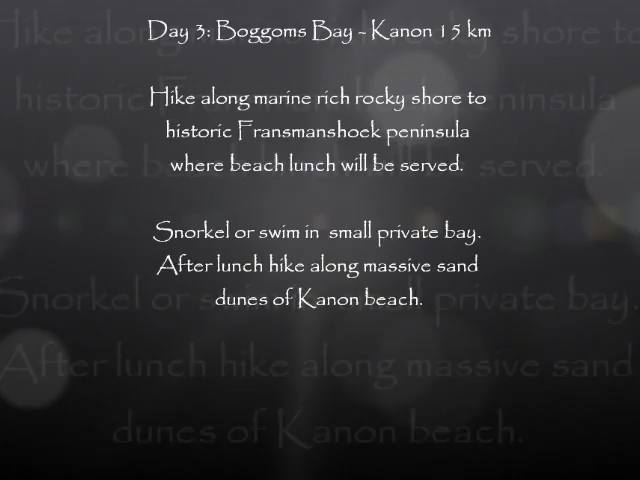 Day 3: Boggoms Bay - Kanon 15 km
Hike along marine rich rocky shore to
historic Fransmanshoek peninsula
where beach lunch will be served.
Snorkel or swim in small private bay.
After lunch hike along massive sand
dunes of Kanon beach.